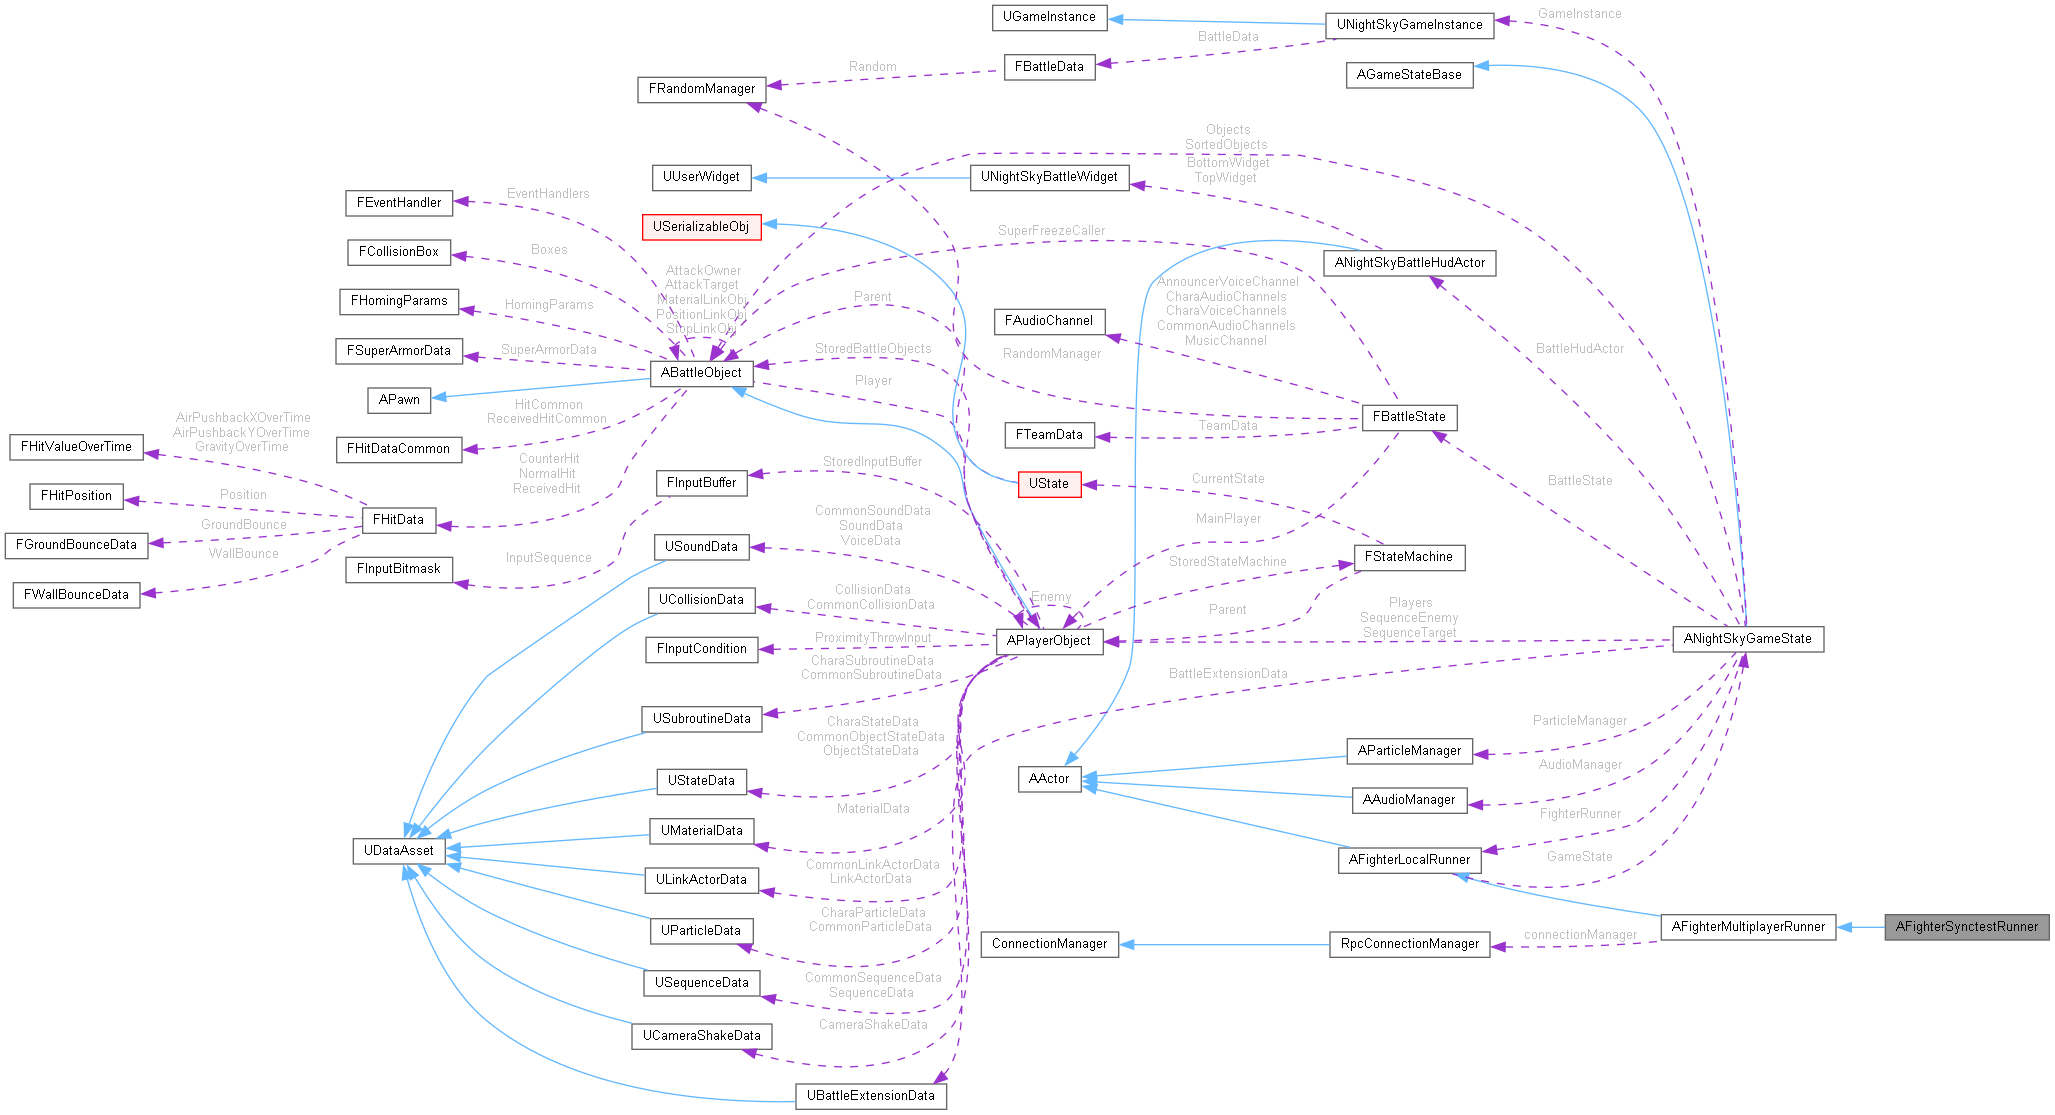 UGameInstance
UNightSkyGameInstance
GameInstance
BattleData
FBattleData
Random
AGameStateBase
FRandomManager
Objects
SortedObjects
BottomWidget
TopWidget
UUserWidget
UNightSkyBattleWidget
EventHandlers
FEventHandler
USerializableObj
SuperFreezeCaller
Boxes
FCollisionBox
ANightSkyBattleHudActor
AttackOwner
AttackTarget
MaterialLinkObj
PositionLinkObj
StopLinkObj
AnnouncerVoiceChannel
CharaAudioChannels
CharaVoiceChannels
CommonAudioChannels
MusicChannel
HomingParams
FHomingParams
Parent
FAudioChannel
SuperArmorData
FSuperArmorData
StoredBattleObjects
RandomManager
BattleHudActor
ABattleObject
Player
APawn
HitCommon
ReceivedHitCommon
AirPushbackXOverTime
AirPushbackYOverTime
GravityOverTime
FHitValueOverTime
FHitDataCommon
FTeamData
TeamData
FBattleState
CounterHit
NormalHit
ReceivedHit
StoredInputBuffer
FInputBuffer
UState
CurrentState
BattleState
FHitPosition
Position
FHitData
GroundBounce
FGroundBounceData
WallBounce
FWallBounceData
CommonSoundData
SoundData
VoiceData
MainPlayer
USoundData
InputSequence
FInputBitmask
StoredStateMachine
FStateMachine
UCollisionData
CollisionData
CommonCollisionData
Enemy
Parent
Players
SequenceEnemy
SequenceTarget
APlayerObject
ANightSkyGameState
FInputCondition
ProximityThrowInput
CharaSubroutineData
CommonSubroutineData
BattleExtensionData
USubroutineData
CharaStateData
CommonObjectStateData
ObjectStateData
ParticleManager
AParticleManager
UStateData
AActor
AudioManager
AAudioManager
MaterialData
UMaterialData
FighterRunner
UDataAsset
AFighterLocalRunner
GameState
CommonLinkActorData
LinkActorData
ULinkActorData
CharaParticleData
CommonParticleData
UParticleData
ConnectionManager
RpcConnectionManager
connectionManager
AFighterMultiplayerRunner
AFighterSynctestRunner
CommonSequenceData
SequenceData
USequenceData
CameraShakeData
UCameraShakeData
UBattleExtensionData